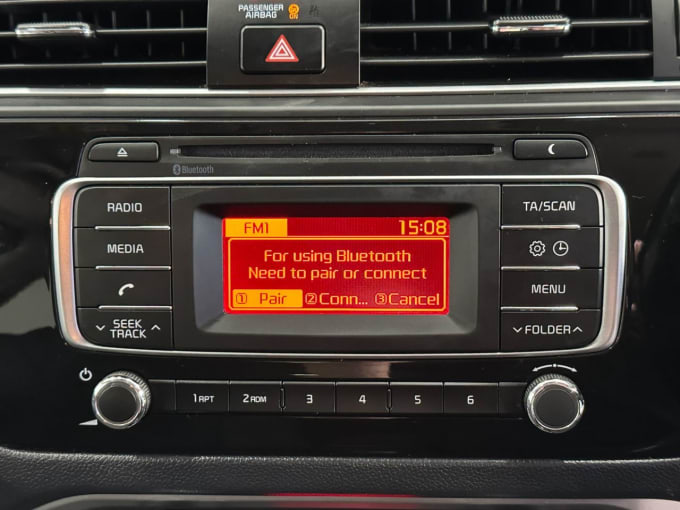 PASSENGER
AIRBAG ON
Bluetooth
RADIO
TA/SCAN
FM1 15:08
MEDIA
For using Bluetooth
Need to pair or connect
MENU
① Pair ②Conn... ③Cancel
SEEK
TRACK
FOLDER
1 RPT 2 RDM 3 4 5 6